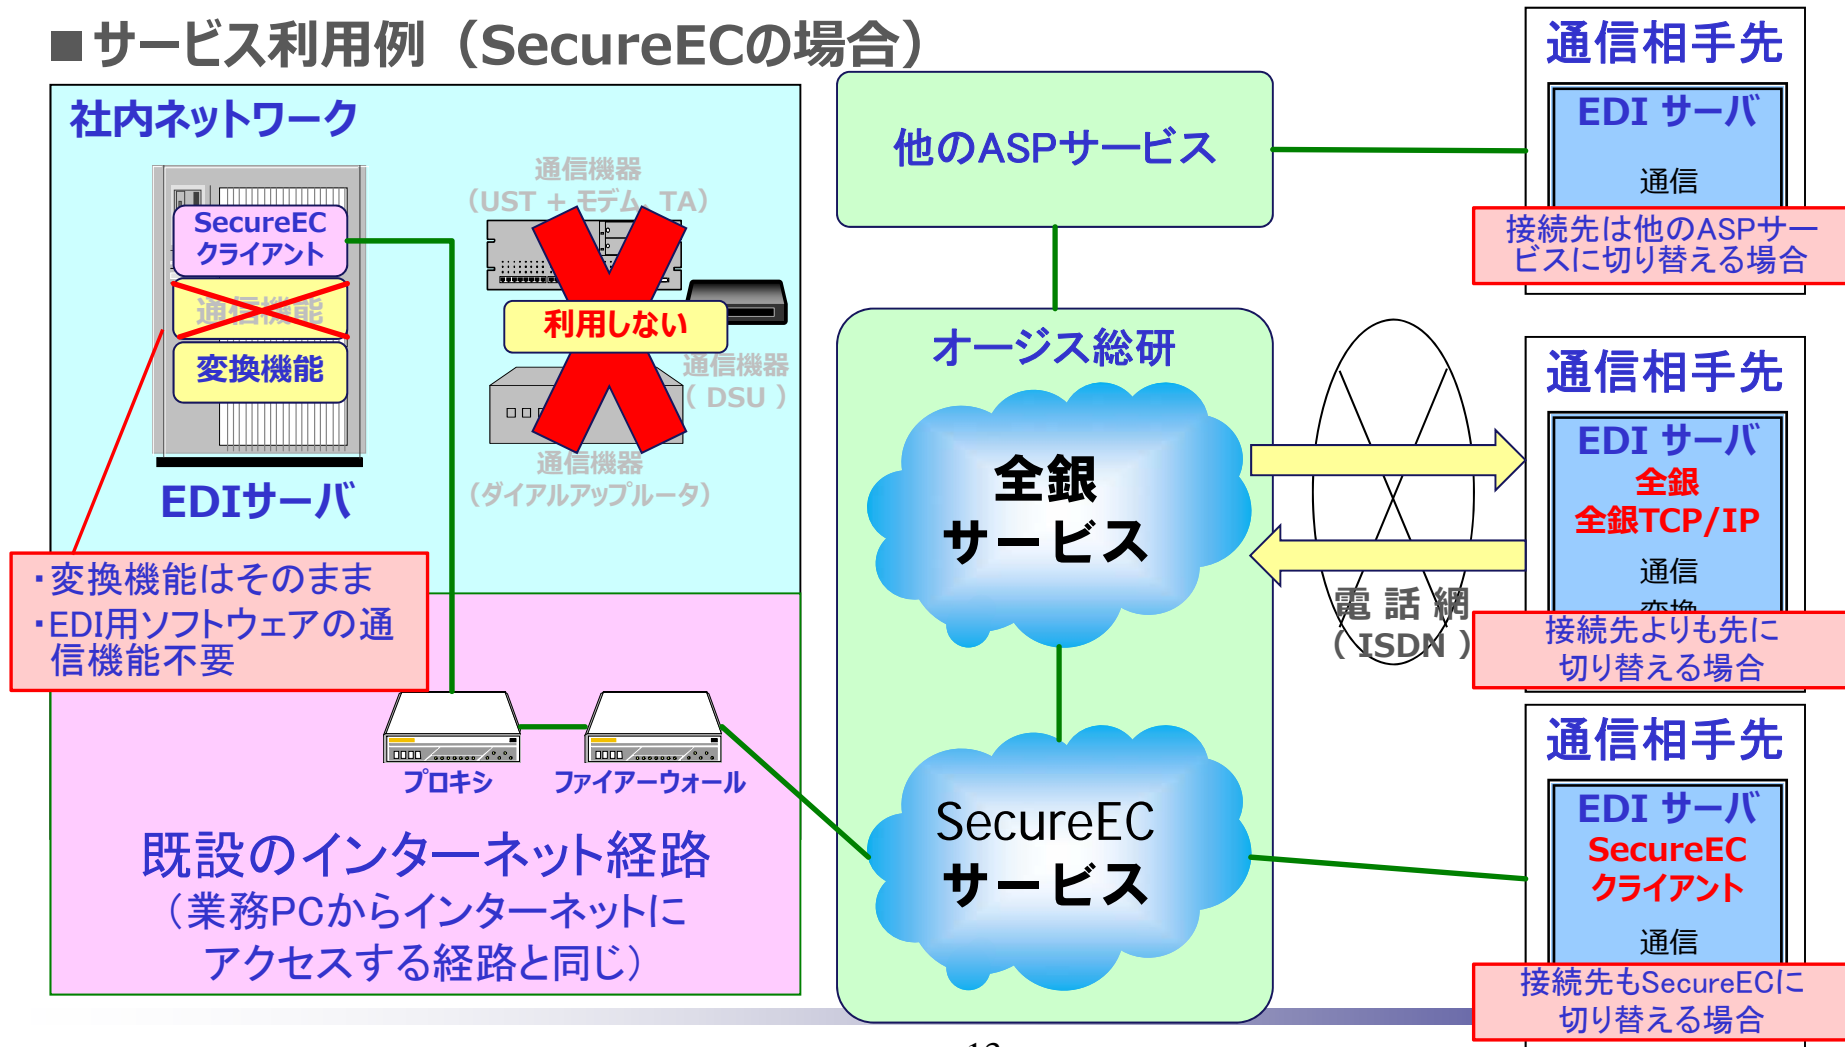 ■サービス利用例（SecureECの場合）
社内ネットワーク
SecureEC
クライアント
通信機能
変換機能
EDIサーバ
通信機器
（UST + モデム、TA）
利用しない
通信機器
（ DSU ）
通信機器
（ダイアルアップルータ）
・変換機能はそのまま
・EDI用ソフトウェアの通
信機能不要
プロキシ
ファイアーウォール
既設のインターネット経路
（業務PCからインターネットに
アクセスする経路と同じ）
他のASPサービス
オージス総研
全銀
サービス
SecureEC
サービス
電 話 網
（ ISDN ）
通信相手先
EDI サーバ
通信
接続先は他のASPサー
ビスに切り替える場合
通信相手先
EDI サーバ
全銀
全銀TCP/IP
通信
変換
接続先よりも先に
切り替える場合
通信相手先
EDI サーバ
SecureEC
クライアント
通信
接続先もSecureECに
切り替える場合